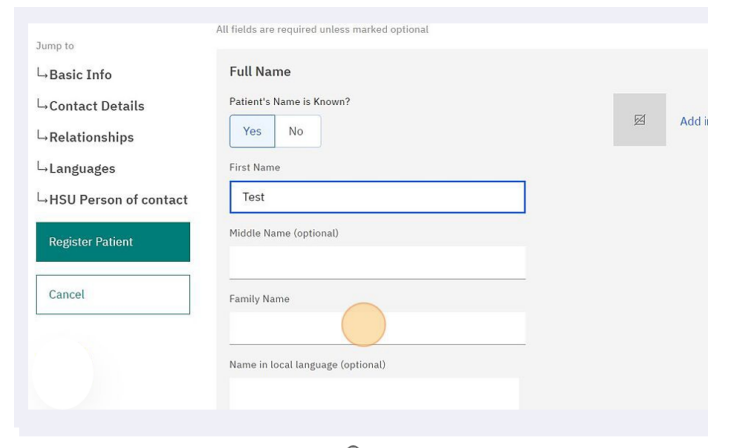 All fields are required unless marked optional
Jump to
Basic Info
Contact Details
Relationships
Languages
HSU Person of contact
Register Patient
Cancel
Full Name
Patient's Name is Known?
Yes No
First Name
Test
Middle Name (optional)
Family Name
Name in local language (optional)
Add